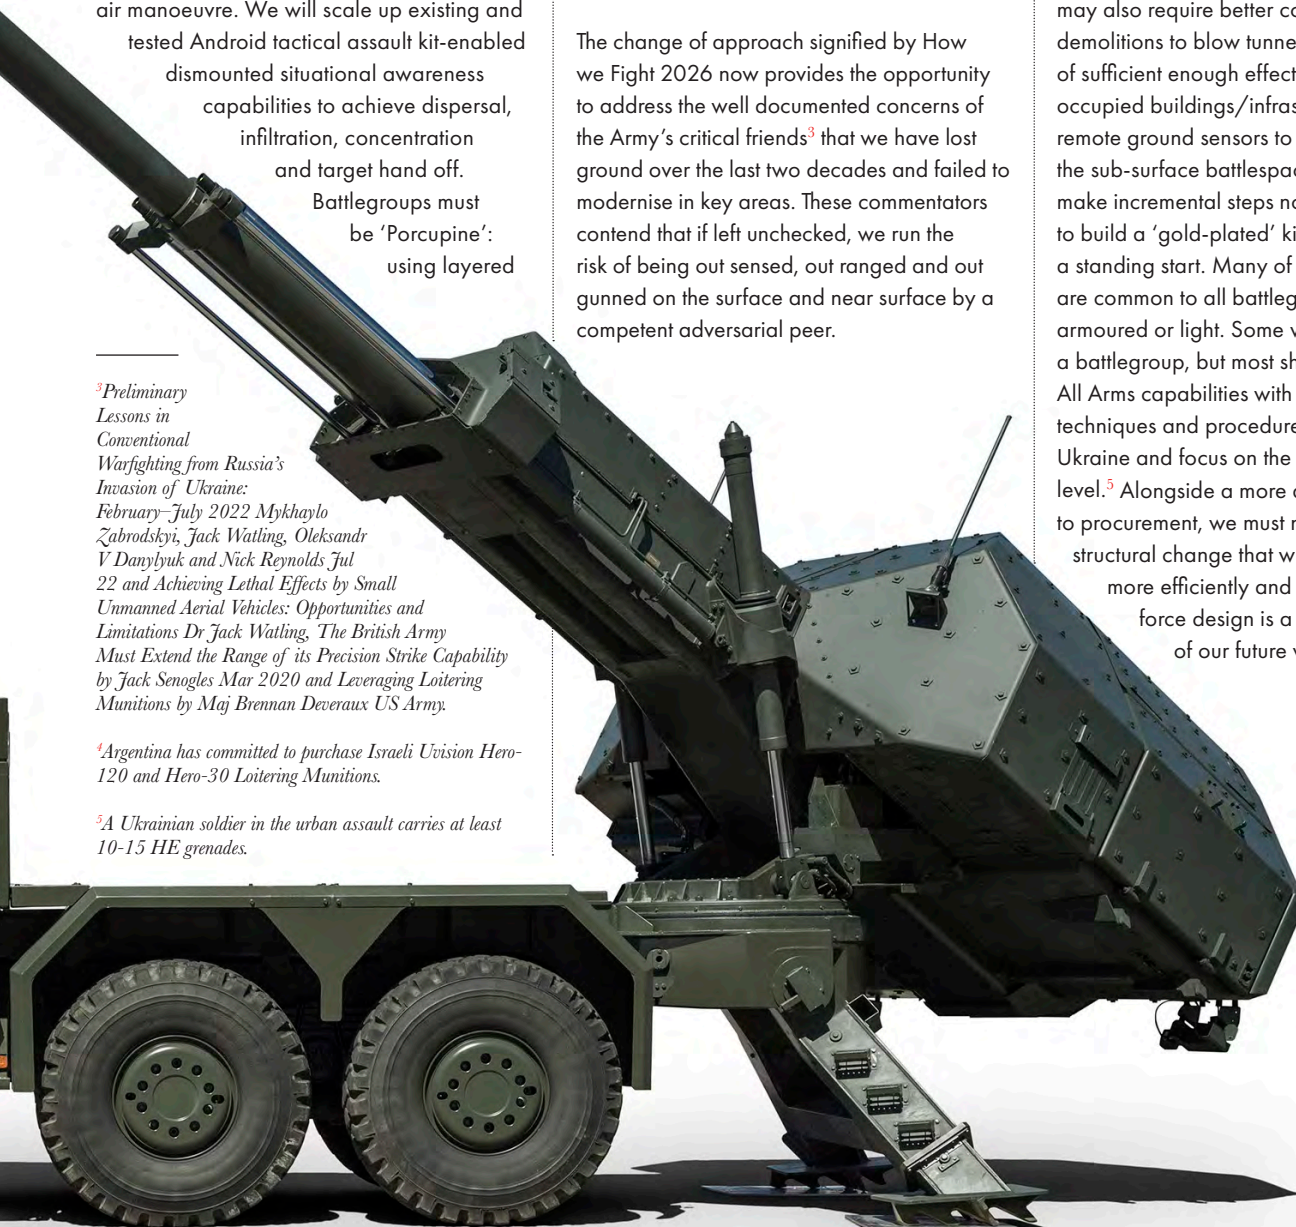 air manoeuvre. We will scale up existing and
tested Android tactical assault kit-enabled
dismounted situational awareness
capabilities to achieve dispersal,
infiltration, concentration
and target hand off.
Battlegroups must
be ‘Porcupine’:
using layered
³Preliminary
Lessons in
Conventional
Warfighting from Russia’s
Invasion of Ukraine:
February–July 2022 Mykhaylo
Zabrodskyi, Jack Watling, Oleksandr
V Danylyuk and Nick Reynolds Jul
22 and Achieving Lethal Effects by Small
Unmanned Aerial Vehicles: Opportunities and
Limitations Dr Jack Watling, The British Army
Must Extend the Range of its Precision Strike Capability
by Jack Senogles Mar 2020 and Leveraging Loitering
Munitions by Maj Brennan Deveraux US Army.
⁴Argentina has committed to purchase Israeli Uvision Hero-
120 and Hero-30 Loitering Munitions.
⁵A Ukrainian soldier in the urban assault carries at least
10-15 HE grenades.
The change of approach signified by How
we Fight 2026 now provides the opportunity
to address the well documented concerns of
the Army’s critical friends³ that we have lost
ground over the last two decades and failed to
modernise in key areas. These commentators
contend that if left unchecked, we run the
risk of being out sensed, out ranged and out
gunned on the surface and near surface by a
competent adversarial peer.
may also require better
demolitions to blow
of sufficient enough
occupied
remote ground sensors to
the sub-surface
make incremental steps
to build a ‘gold-plated’
a standing start. Many of
are common to all
armoured or light. Some
a battlegroup, but most
All Arms capabilities with
techniques and
Ukraine and focus on the
level.⁵ Alongside a more
to procurement, we must
structural change that
more efficiently and
force design is a
of our future